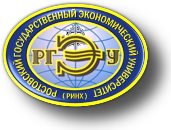 РОСТОВСКИЙ ГОСУДАРСТВЕННЫЙ ЭКОНОМИЧЕСКИЙ УНИВЕРСИТЕТ
РГЭУ
(РИНХ)